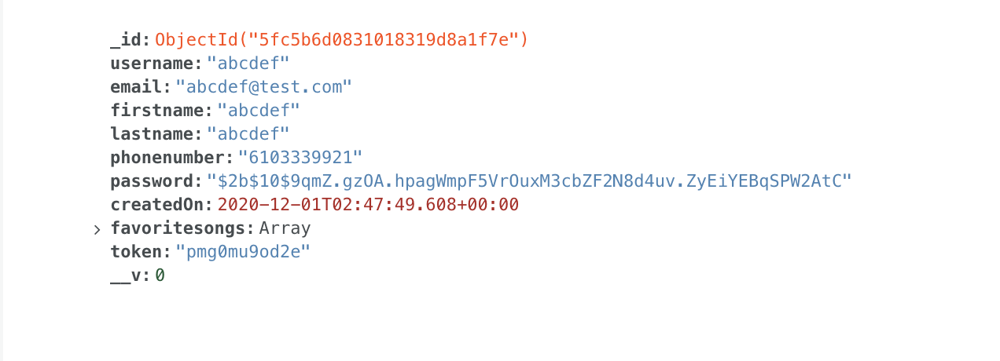 _id: ObjectId("5fc5b6d0831018319d8a1f7e")
username: "abcdef"
email: "abcdef@test.com"
firstname: "abcdef"
lastname: "abcdef"
phonenumber: "6103339921"
password: "$2b$10$9qmZ.gzOA.hpagWmpF5VrOuxM3cbZF2N8d4uv.ZyEiYEBqSPW2AtC"
createdOn: 2020-12-01T02:47:49.608+00:00
favoritesongs: Array
token: "pmg0mu9od2e"
__v: 0